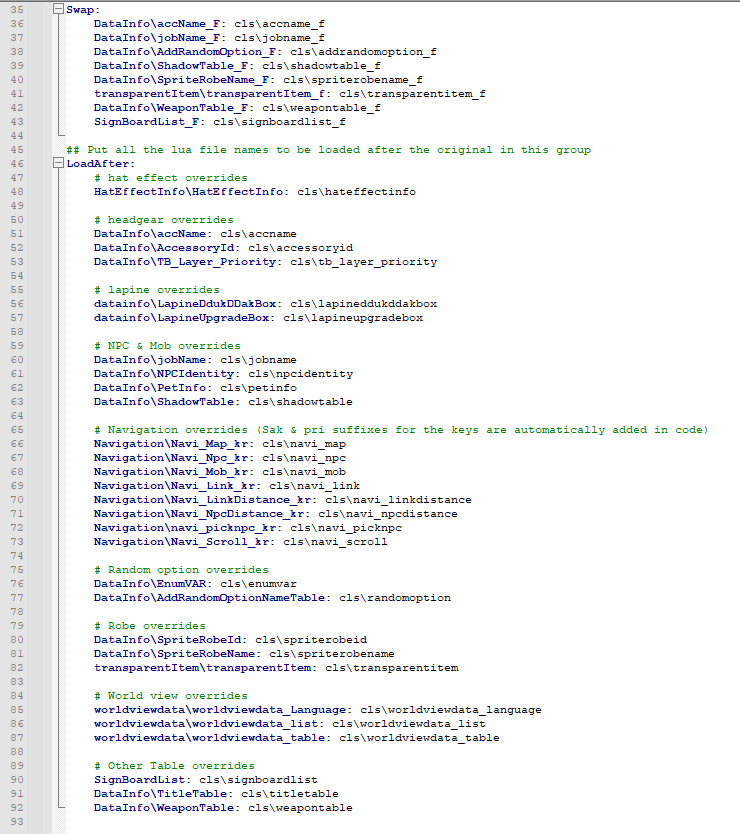 35 Swap:
36 DataInfo\accName_F: cls\accname_f
37 DataInfo\jobName_F: cls\jobname_f
38 DataInfo\AddRandomOption_F: cls\addrandomoption_f
39 DataInfo\ShadowTable_F: cls\shadowtable_f
40 DataInfo\SpriteRobeName_F: cls\spriterobename_f
41 transparentItem\transparentItem_f: cls\transparentitem_f
42 DataInfo\WeaponTable_F: cls\weapontable_f
43 SignBoardList_F: cls\signboardlist_f
44
45 ## Put all the lua file names to be loaded after the original in this group
46 LoadAfter:
47 # hat effect overrides
48 HatEffectInfo\HatEffectInfo: cls\hateffectinfo
49
50 # headgear overrides
51 DataInfo\accName: cls\accname
52 DataInfo\AccessoryId: cls\accessoryid
53 DataInfo\TB_Layer_Priority: cls\tb_layer_priority
54
55 # lapine overrides
56 datainfo\LapineDdukDDakBox: cls\lapineddukddakbox
57 datainfo\LapineUpgradeBox: cls\lapineupgradebox
58
59 # NPC & Mob overrides
60 DataInfo\jobName: cls\jobname
61 DataInfo\NPCIdentity: cls\npcidentity
62 DataInfo\PetInfo: cls\petinfo
63 DataInfo\ShadowTable: cls\shadowtable
64
65 # Navigation overrides (Sak & pri suffixes for the keys are automatically added in code)
66 Navigation\Navi_Map_kr: cls\navi_map
67 Navigation\Navi_Npc_kr: cls\navi_npc
68 Navigation\Navi_Mob_kr: cls\navi_mob
69 Navigation\Navi_Link_kr: cls\navi_link
70 Navigation\Navi_LinkDistance_kr: cls\navi_linkdistance
71 Navigation\Navi_NpcDistance_kr: cls\navi_npcdistance
72 Navigation\navi_picknpc_kr: cls\navi_picknpc
73 Navigation\Navi_Scroll_kr: cls\navi_scroll
74
75 # Random option overrides
76 DataInfo\EnumVAR: cls\enumvar
77 DataInfo\AddRandomOptionNameTable: cls\randomoption
78
79 # Robe overrides
80 DataInfo\SpriteRobeId: cls\spriterobeid
81 DataInfo\SpriteRobeName: cls\spriterobename
82 transparentItem\transparentItem: cls\transparentitem
83
84 # World view overrides
85 worldviewdata\worldviewdata_Language: cls\worldviewdata_language
86 worldviewdata\worldviewdata_list: cls\worldviewdata_list
87 worldviewdata\worldviewdata_table: cls\worldviewdata_table
88
89 # Other Table overrides
90 SignBoardList: cls\signboardlist
91 DataInfo\TitleTable: cls\titletable
92 DataInfo\WeaponTable: cls\weapontable
93